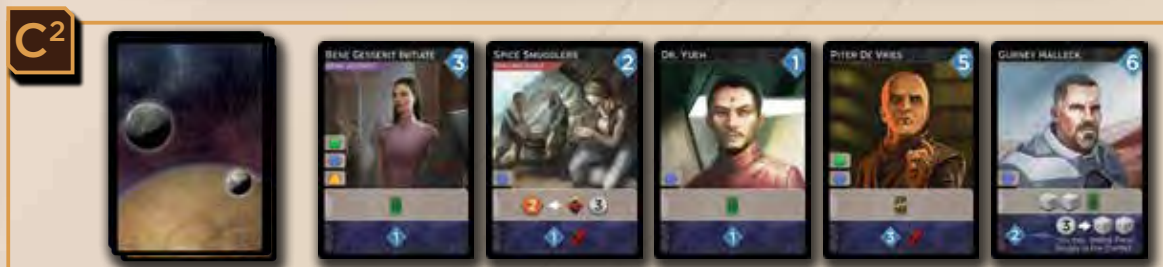 C²
BENE GESSERIT INITIATE 3
SPICE SMUGGLERS 2
DR. YUEH 1
PITER DE VRIES 5
GURNEY HALLECK 6
2 3
3
1
1
1
3
2